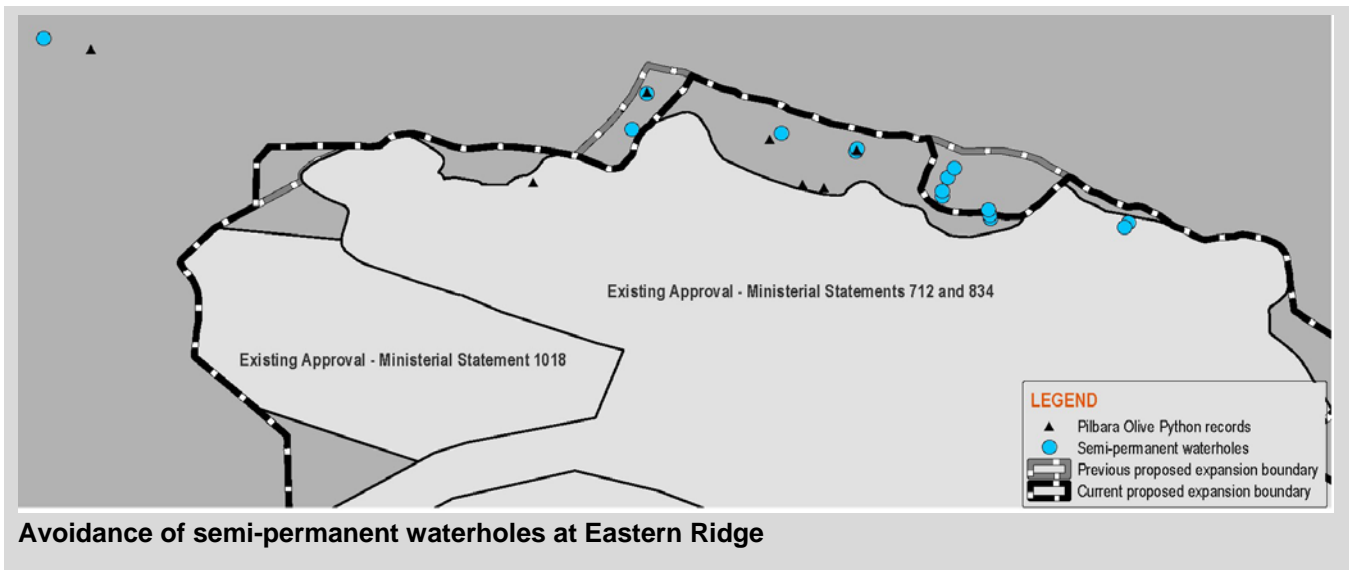 Existing Approval - Ministerial Statements 712 and 834
Existing Approval - Ministerial Statement 1018
LEGEND
Pilbara Olive Python records
Semi-permanent waterholes
Previous proposed expansion boundary
Current proposed expansion boundary
Avoidance of semi-permanent waterholes at Eastern Ridge